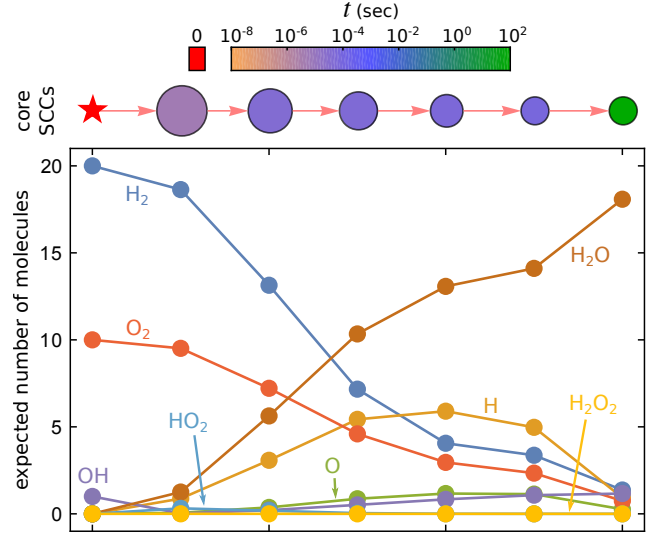 t (sec)
0 10⁻⁸ 10⁻⁶ 10⁻⁴ 10⁻² 10⁰ 10²
core
SCCs
expected number of molecules
20
15
10
5
0
H₂
O₂
OH
HO₂
O
H
H₂O
H₂O₂